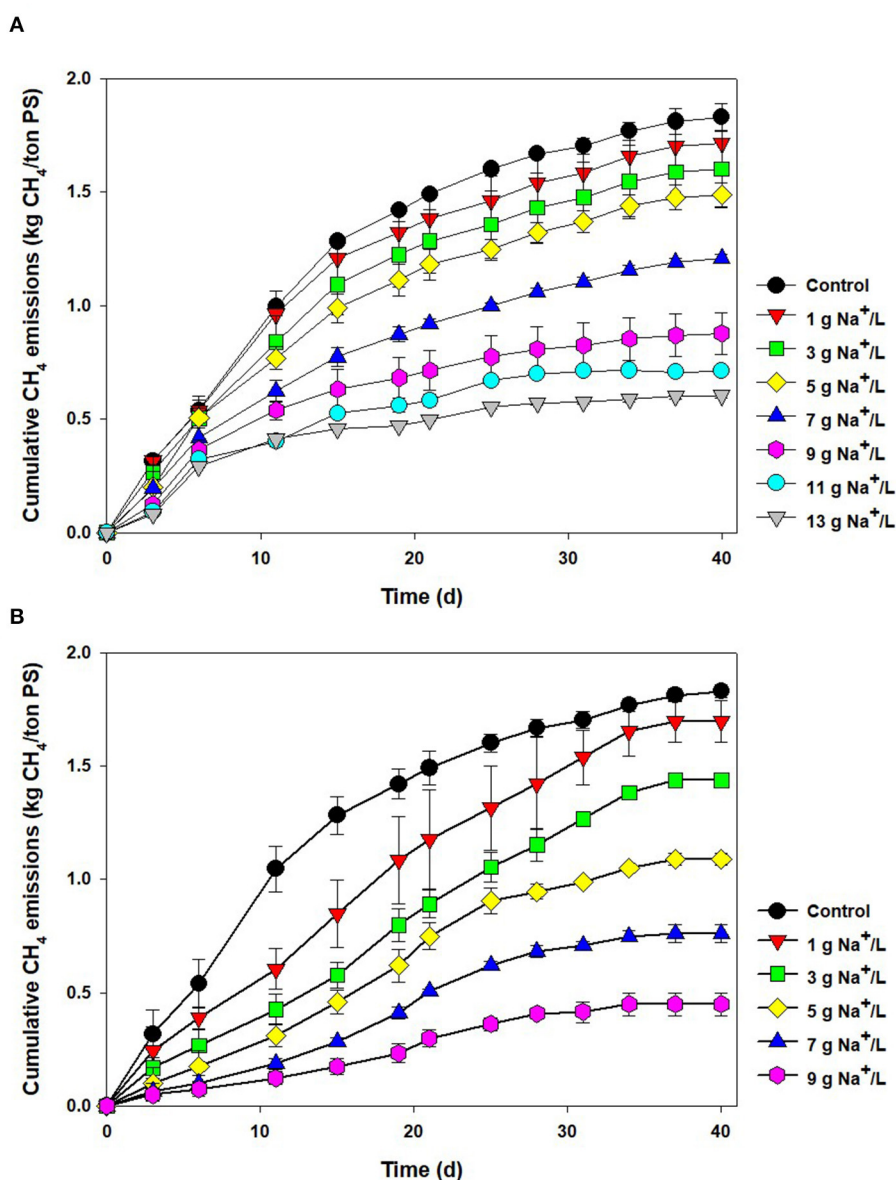 A
Cumulative CH₄ emissions (kg CH₄/ton PS)
2.0
1.5
1.0
0.5
0.0
0 10 20 30 40
Time (d)
Control
1 g Na⁺/L
3 g Na⁺/L
5 g Na⁺/L
7 g Na⁺/L
9 g Na⁺/L
11 g Na⁺/L
13 g Na⁺/L
B
Cumulative CH₄ emissions (kg CH₄/ton PS)
2.0
1.5
1.0
0.5
0.0
0 10 20 30 40
Time (d)
Control
1 g Na⁺/L
3 g Na⁺/L
5 g Na⁺/L
7 g Na⁺/L
9 g Na⁺/L